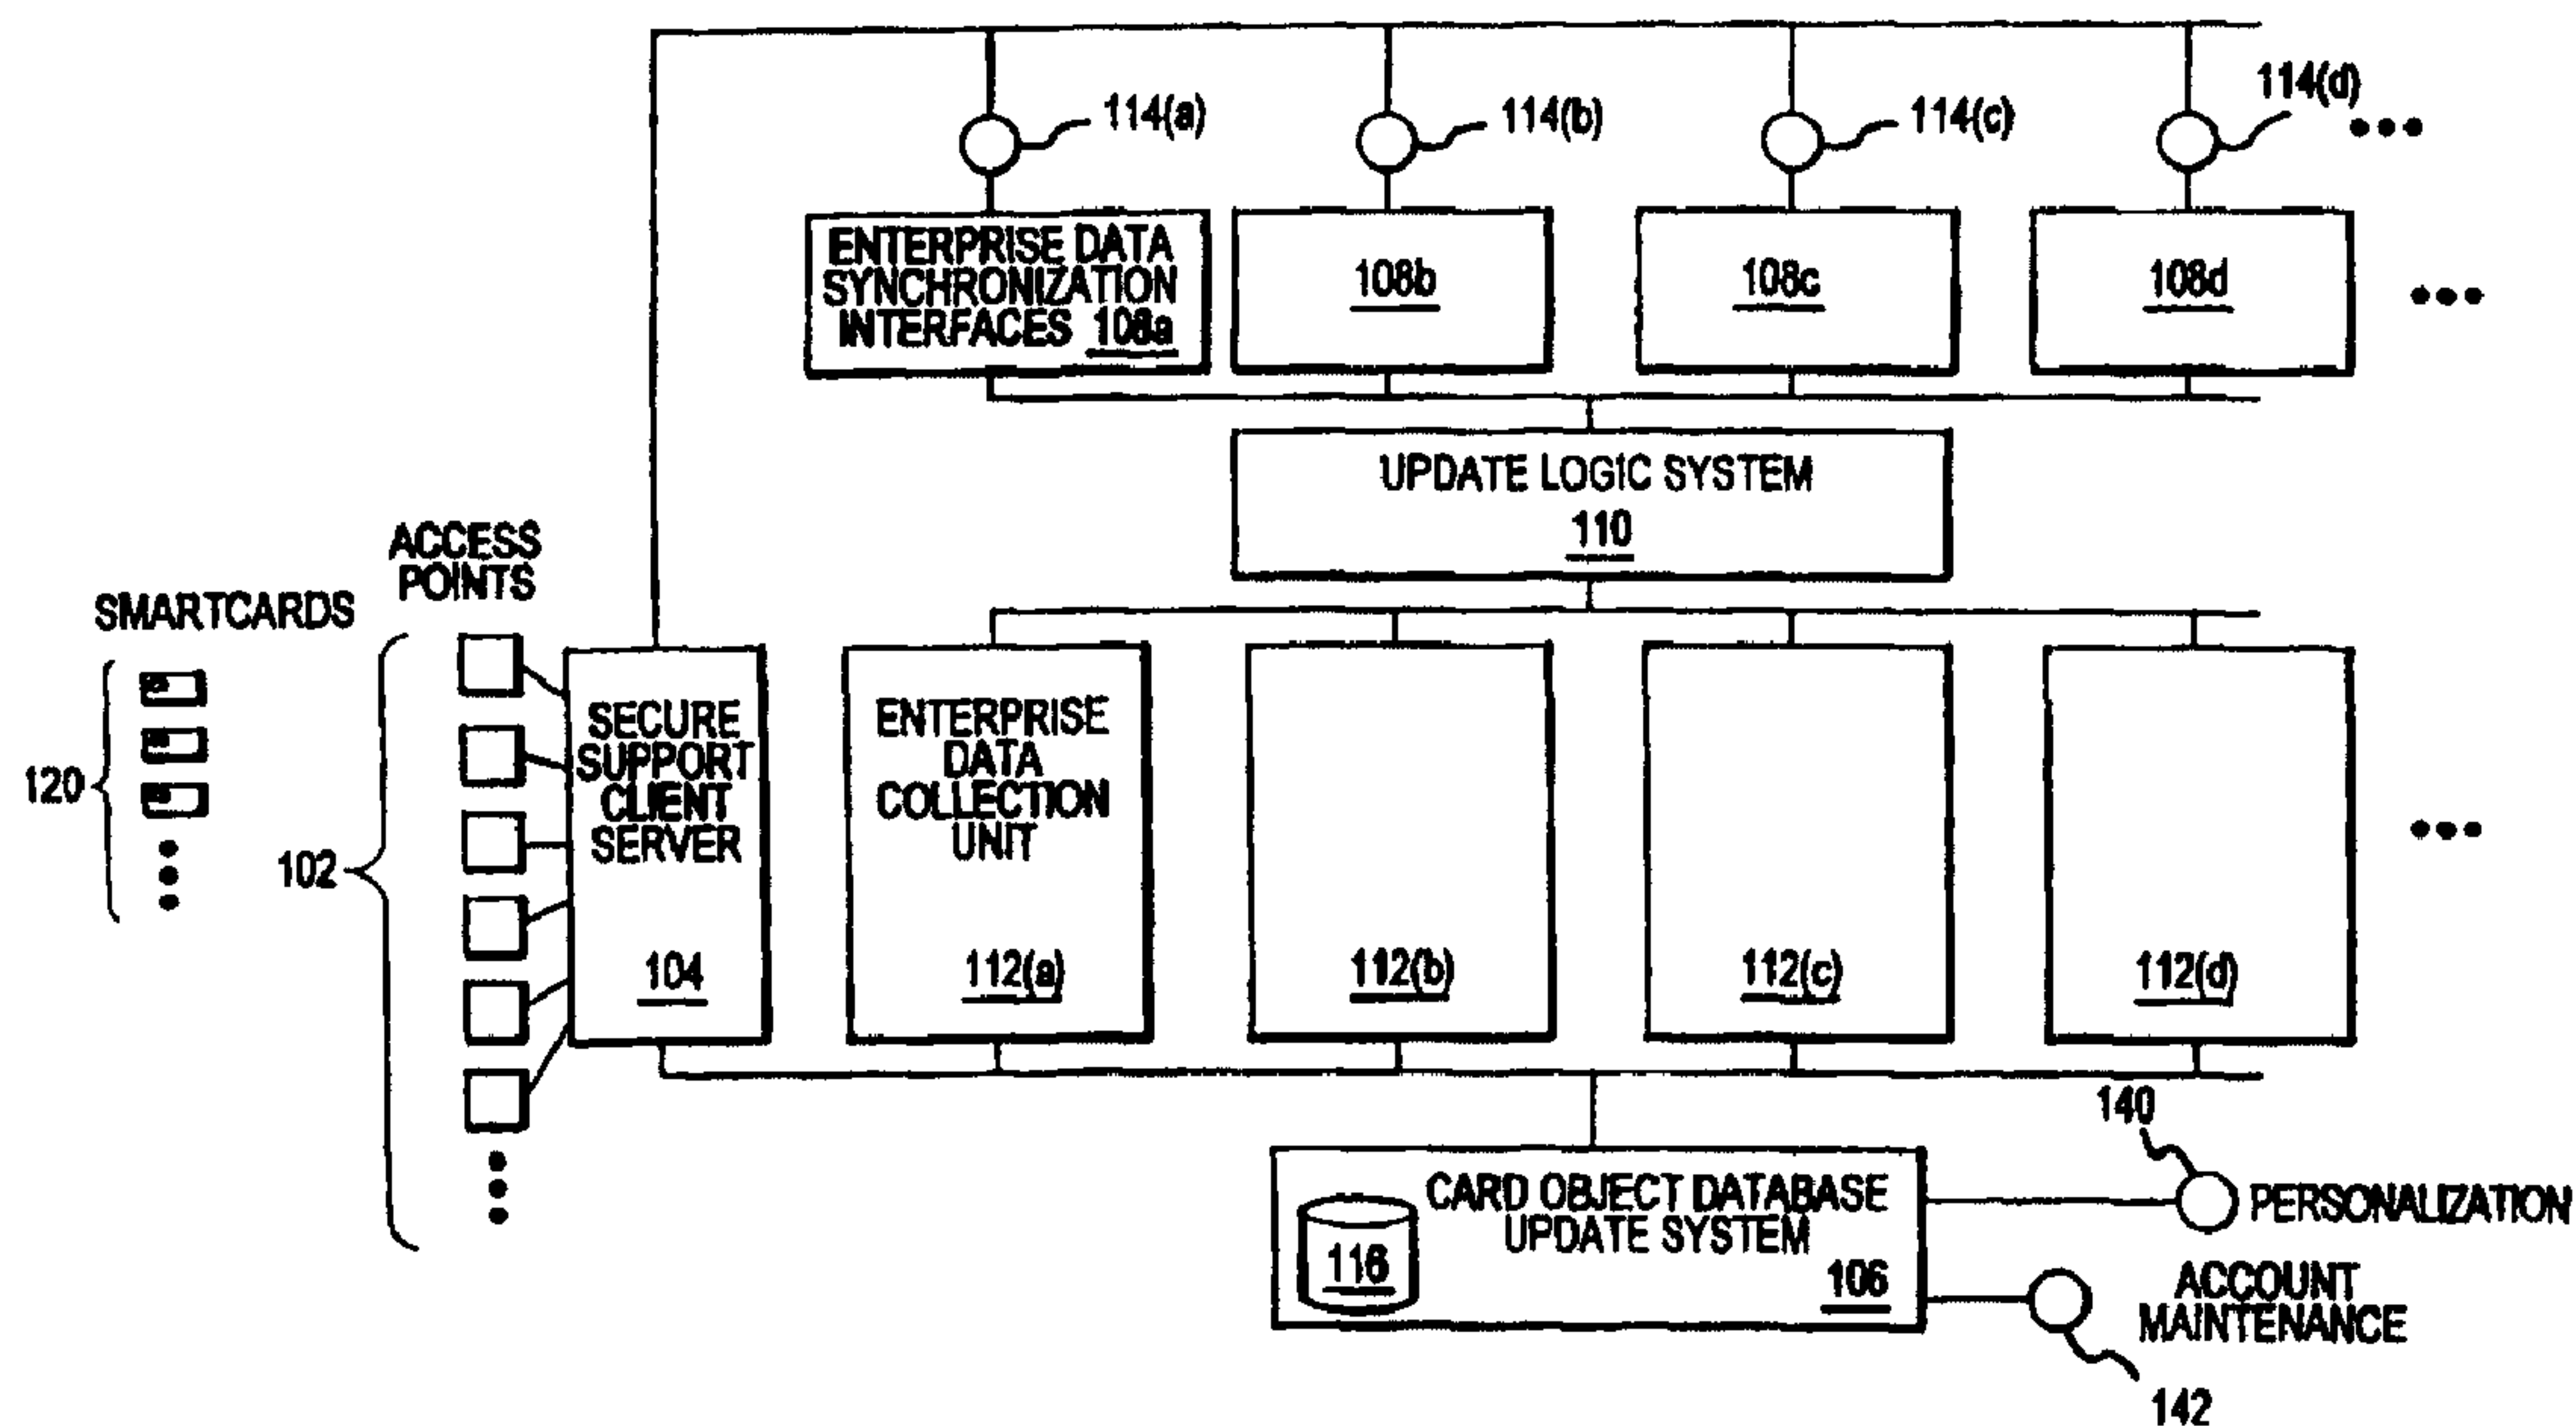 114(a)
114(b)
114(c)
114(d)
ENTERPRISE DATA
SYNCHRONIZATION
INTERFACES 108a
108b
108c
108d
UPDATE LOGIC SYSTEM
110
ACCESS
POINTS
SMARTCARDS
120
102
SECURE
SUPPORT
CLIENT
SERVER
104
ENTERPRISE
DATA
COLLECTION
UNIT
112(a)
112(b)
112(c)
112(d)
CARD OBJECT DATABASE
UPDATE SYSTEM
116
106
140
PERSONALIZATION
ACCOUNT
MAINTENANCE
142